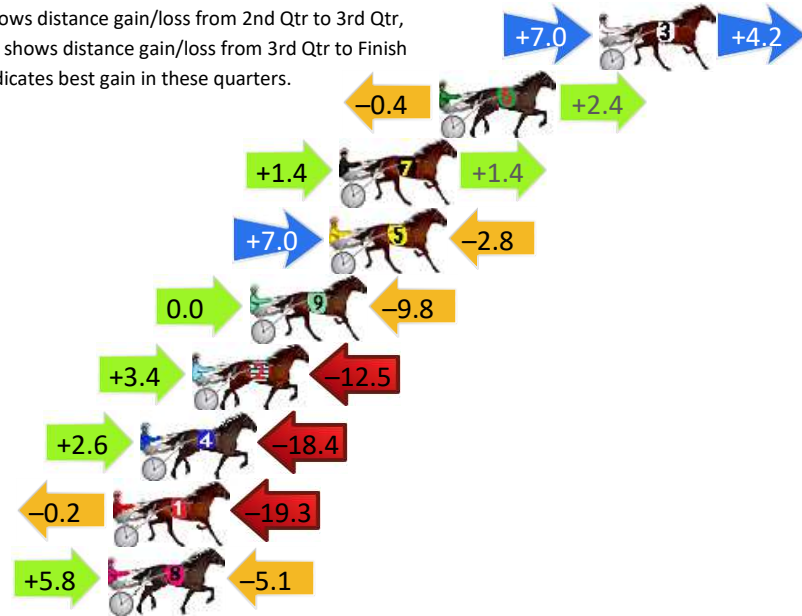 ows distance gain/loss from 2nd Qtr to 3rd Qtr,
shows distance gain/loss from 3rd Qtr to Finish
dicates best gain in these quarters.
+7.0 3 +4.2
–0.4 6 +2.4
+1.4 7 +1.4
+7.0 5 –2.8
0.0 9 –9.8
+3.4 2 –12.5
+2.6 4 –18.4
–0.2 1 –19.3
+5.8 8 –5.1